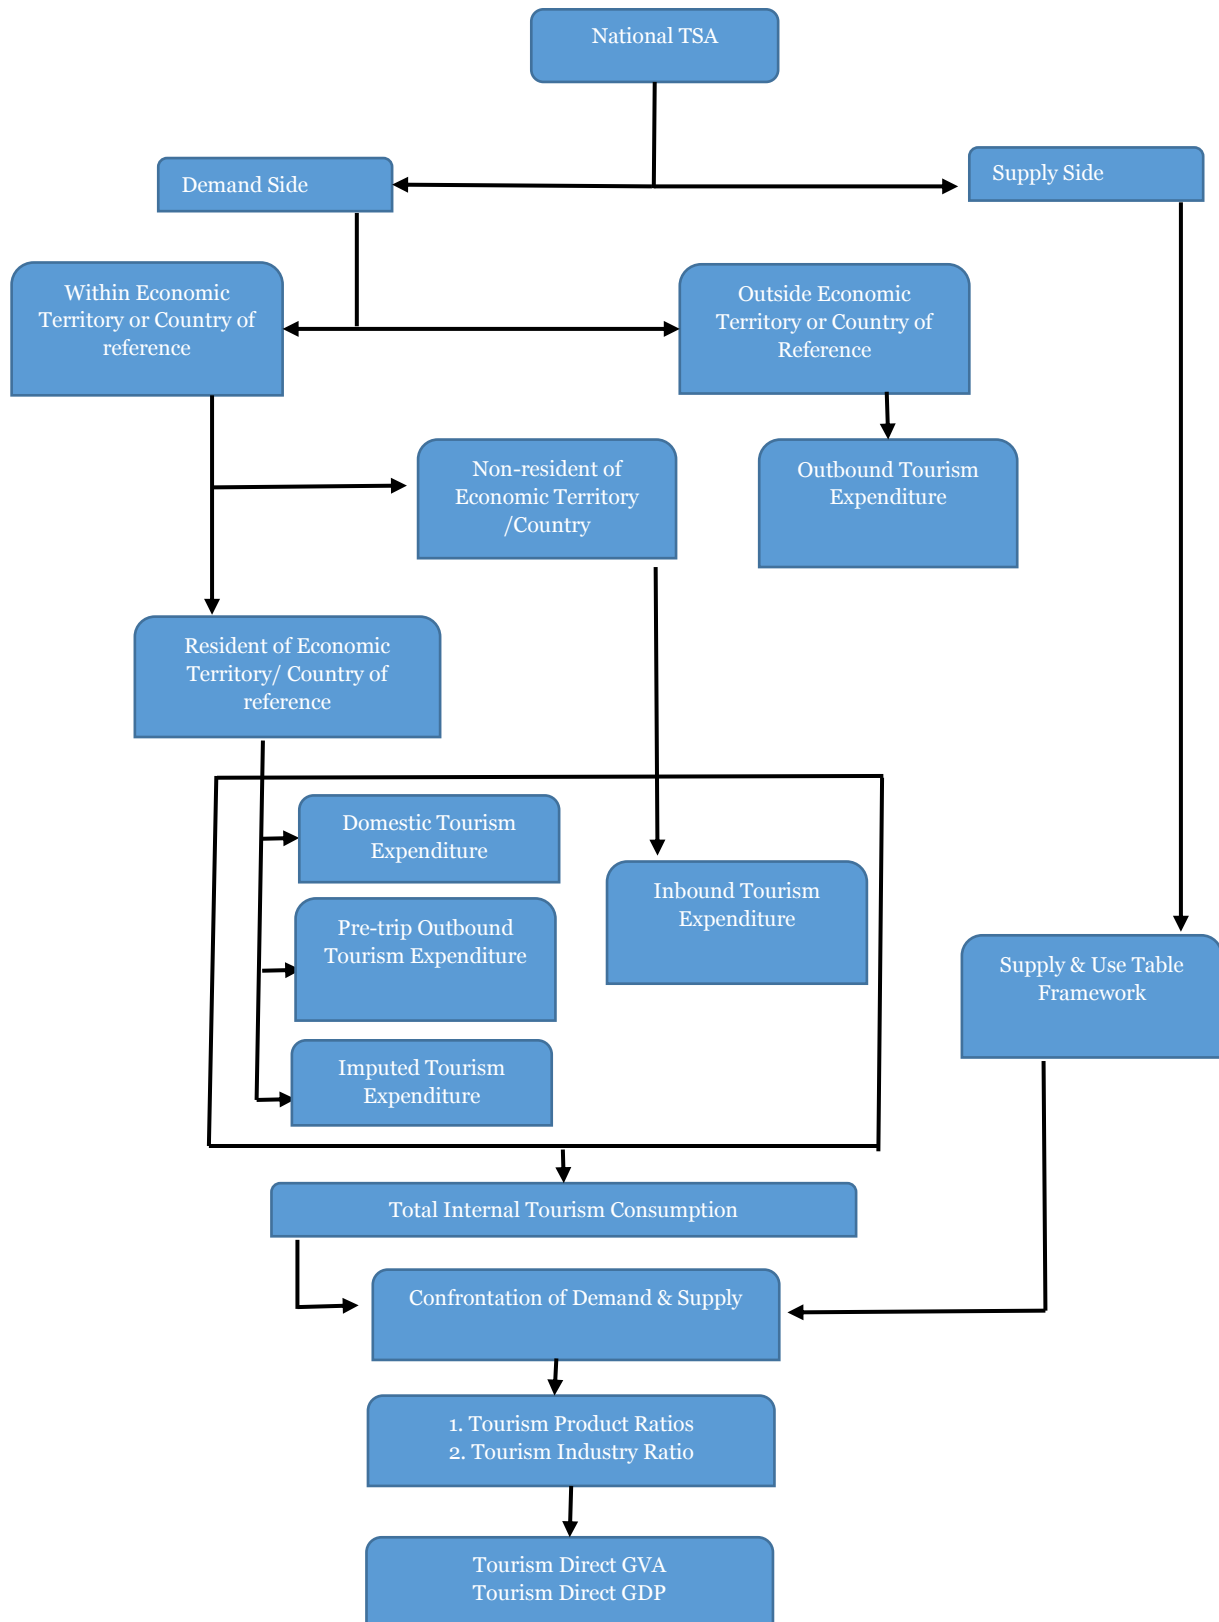 National TSA
Demand Side
Supply Side
Within Economic
Territory or Country of
reference
Outside Economic
Territory or Country of
Reference
Non-resident of
Economic Territory
/Country
Outbound Tourism
Expenditure
Resident of Economic
Territory/ Country of
reference
Domestic Tourism
Expenditure
Inbound Tourism
Expenditure
Pre-trip Outbound
Tourism Expenditure
Supply & Use Table
Framework
Imputed Tourism
Expenditure
Total Internal Tourism Consumption
Confrontation of Demand & Supply
1. Tourism Product Ratios
2. Tourism Industry Ratio
Tourism Direct GVA
Tourism Direct GDP